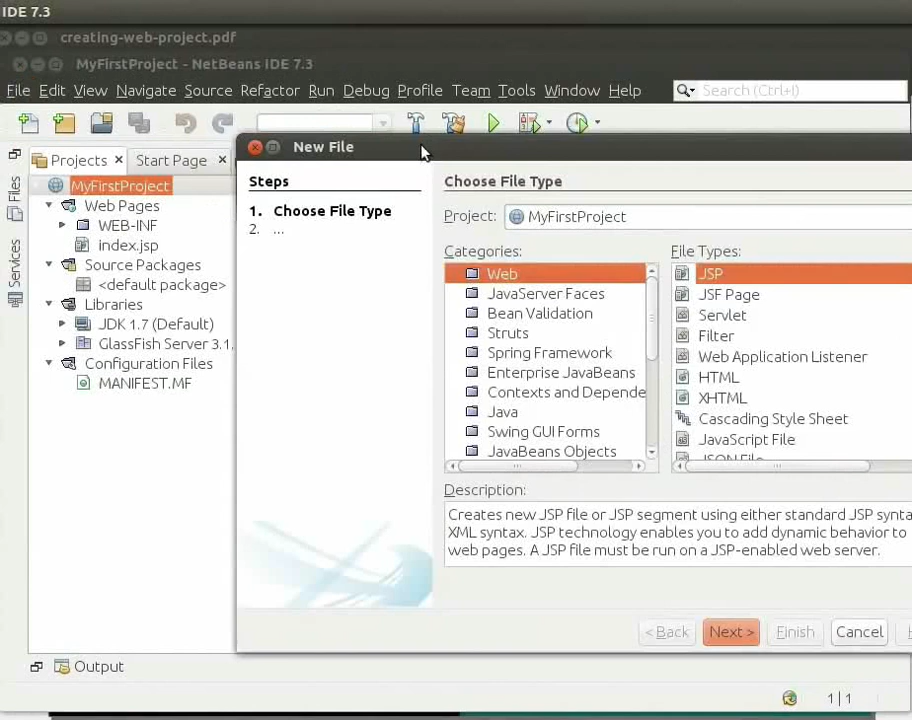 IDE 7.3
creating-web-project.pdf
MyFirstProject - NetBeans IDE 7.3
File Edit View Navigate Source Refactor Run Debug Profile Team Tools Window Help
Search (Ctrl+I)
Projects
Start Page
New File
Files
Services
MyFirstProject
Web Pages
WEB-INF
index.jsp
Source Packages
<default package>
Libraries
JDK 1.7 (Default)
GlassFish Server 3.1.
Configuration Files
MANIFEST.MF
Steps
1. Choose File Type
2. ...
Choose File Type
Project: MyFirstProject
Categories:
Web
JavaServer Faces
Bean Validation
Struts
Spring Framework
Enterprise JavaBeans
Contexts and Depende
Java
Swing GUI Forms
JavaBeans Objects
File Types:
JSP
JSF Page
Servlet
Filter
Web Application Listener
HTML
XHTML
Cascading Style Sheet
JavaScript File
JSON File
Description:
Creates new JSP file or JSP segment using either standard JSP synta
XML syntax. JSP technology enables you to add dynamic behavior to
web pages. A JSP file must be run on a JSP-enabled web server.
< Back
Next >
Finish
Cancel
Output
1 | 1